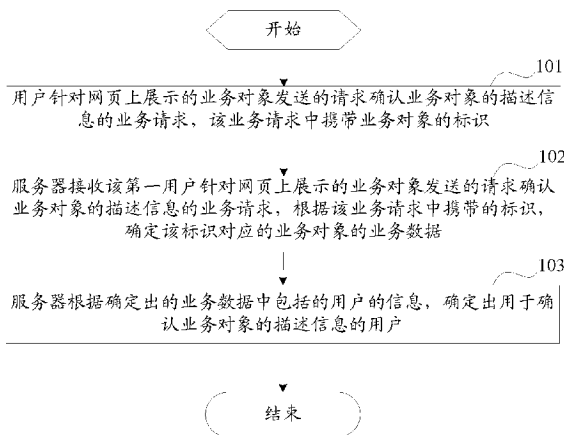 开始
101
用户针对网页上展示的业务对象发送的请求确认业务对象的描述信
息的业务请求，该业务请求中携带业务对象的标识
102
服务器接收该第一用户针对网页上展示的业务对象发送的请求确认
业务对象的描述信息的业务请求，根据该业务请求中携带的标识，
确定该标识对应的业务对象的业务数据
103
服务器根据确定出的业务数据中包括的用户的信息，确定出用于确
认业务对象的描述信息的用户
结束